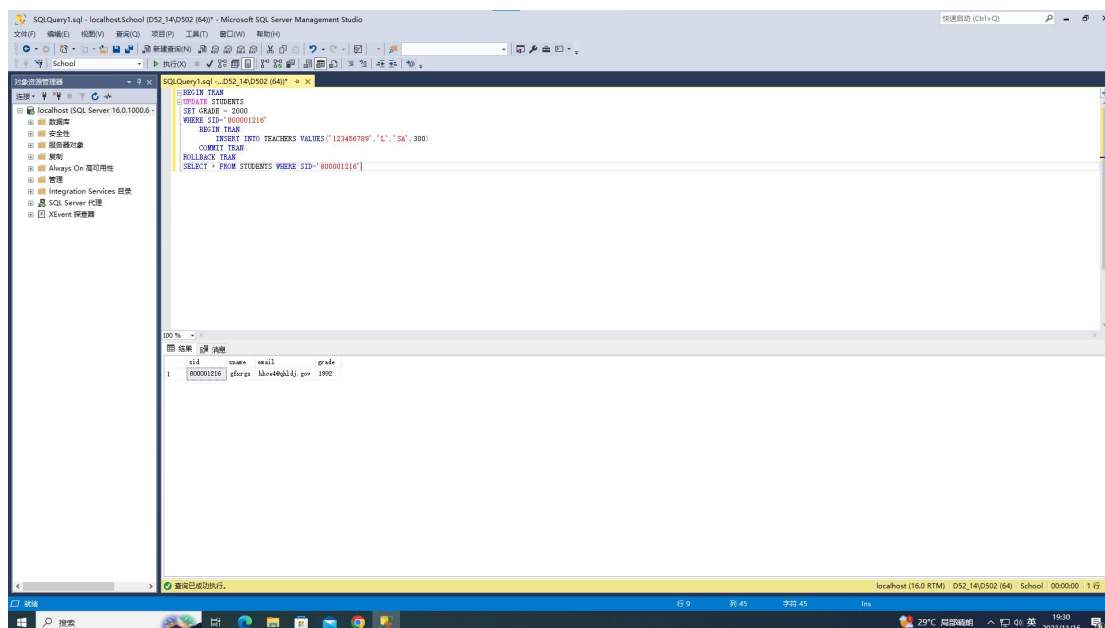 SQLQuery1.sql - localhost.School (D52_14\D502 (64))* - Microsoft SQL Server Management Studio
快速启动 (Ctrl+Q)
文件(F) 编辑(E) 视图(V) 查询(Q) 项目(P) 工具(T) 窗口(W) 帮助(H)
新建查询(N)
School 执行(X)
对象资源管理器
SQLQuery1.sql -...D52_14\D502 (64))*
连接
localhost (SQL Server 16.0.1000.6 -
数据库
安全性
服务器对象
复制
Always On 高可用性
管理
Integration Services 目录
SQL Server 代理
XEvent 探查器
BEGIN TRAN
UPDATE STUDENTS
SET GRADE = 2000
WHERE SID='800001216'
BEGIN TRAN
INSERT INTO TEACHERS VALUES('123456789','L','SA',300)
COMMIT TRAN
ROLLBACK TRAN
SELECT * FROM STUDENTS WHERE SID='800001216'
100 %
结果 消息
sid sname email grade
1 800001216 1992
查询已成功执行。
localhost (16.0 RTM) D52_14\D502 (64) School 00:00:00 1 行
就绪
行 9 列 45 字符 45 Ins
搜索
29°C 局部晴朗 英 19:30
2023/11/16